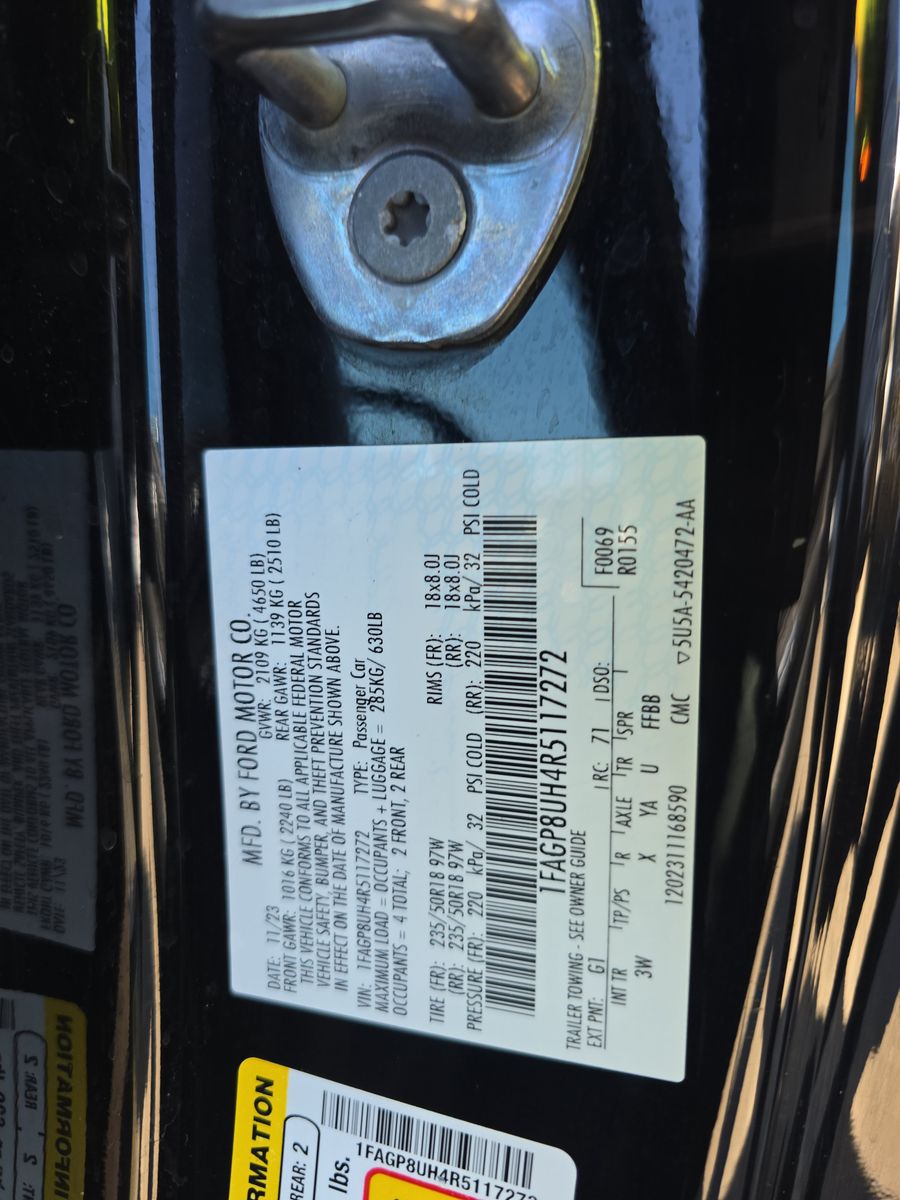 MFD. BY FORD MOTOR CO.
DATE: 11/23 GVWR: 2109 KG ( 4650 LB)
FRONT GAWR: 1016 KG ( 2240 LB) REAR GAWR: 1139 KG ( 2510 LB)
THIS VEHICLE CONFORMS TO ALL APPLICABLE FEDERAL MOTOR
VEHICLE SAFETY, BUMPER, AND THEFT PREVENTION STANDARDS
IN EFFECT ON THE DATE OF MANUFACTURE SHOWN ABOVE.
VIN: 1FAGP8UH4R5117272 TYPE: Passenger Car
MAXIMUM LOAD = OCCUPANTS + LUGGAGE = 285KG/ 630LB
OCCUPANTS = 4 TOTAL; 2 FRONT, 2 REAR
TIRE (FR): 235/50R18 97W RIMS (FR): 18x8.0J
(RR): 235/50R18 97W (RR): 18x8.0J
PRESSURE (FR): 220 kPa/ 32 PSI COLD (RR): 220 kPa/ 32 PSI COLD
1FAGP8UH4R5117272
TRAILER TOWING - SEE OWNER GUIDE
EXT PNT: G1 RC: 71 DSO: F0069
R0155
INT TR TP/PS R AXLE TR SPR
3W X YA U FFBB
1202311168590 CMC ▽5U5A-5420472-AA
RMATION
REAR: 2
lbs.
1FAGP8UH4R5117272